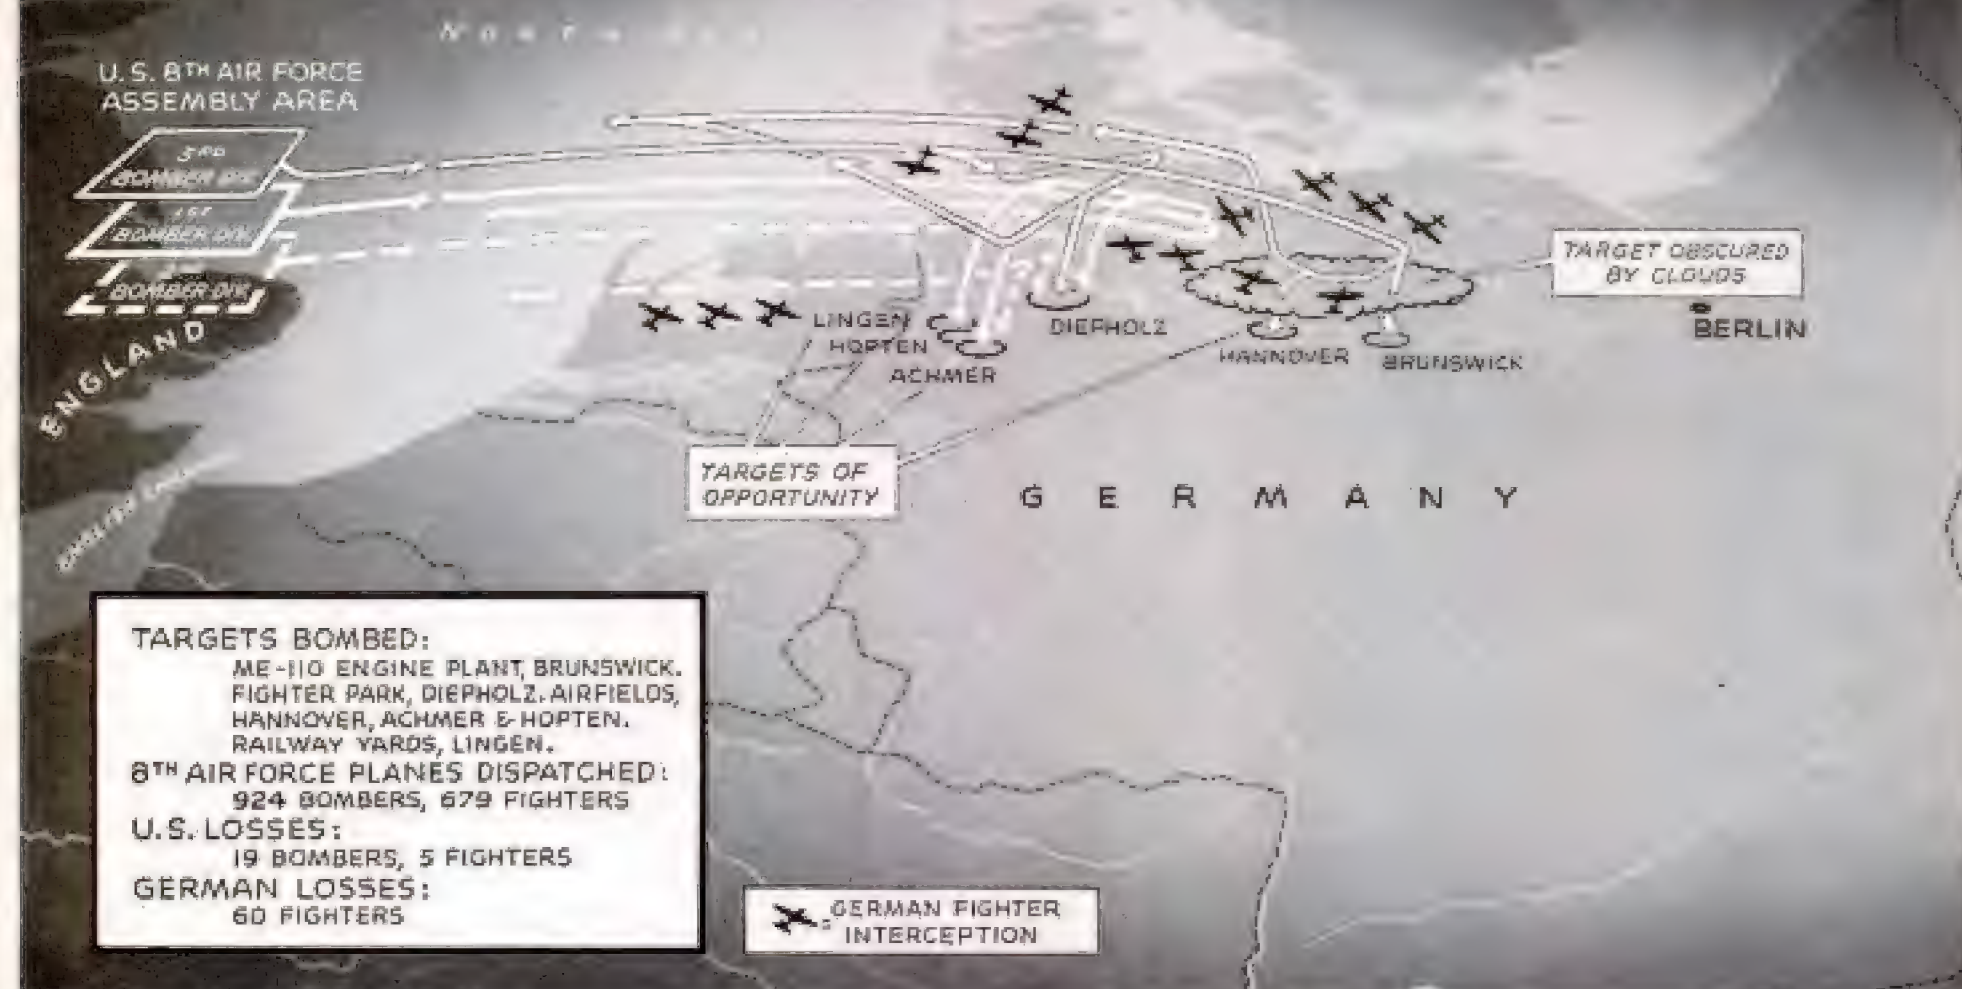 North Sea
U.S. 8TH AIR FORCE
ASSEMBLY AREA
3RD
BOMBER DIV
1ST
BOMBER DIV
BOMBER DIV
ENGLAND
TARGET OBSCURED
BY CLOUDS
BERLIN
LINGEN
HOPTEN
ACHMER
DIEPHOLZ
HANNOVER
BRUNSWICK
TARGETS OF
OPPORTUNITY
GERMANY
TARGETS BOMBED:
ME-110 ENGINE PLANT, BRUNSWICK.
FIGHTER PARK, DIEPHOLZ. AIRFIELDS,
HANNOVER, ACHMER & HOPTEN.
RAILWAY YARDS, LINGEN.
8TH AIR FORCE PLANES DISPATCHED:
924 BOMBERS, 679 FIGHTERS
U.S. LOSSES:
19 BOMBERS, 5 FIGHTERS
GERMAN LOSSES:
60 FIGHTERS
GERMAN FIGHTER
INTERCEPTION